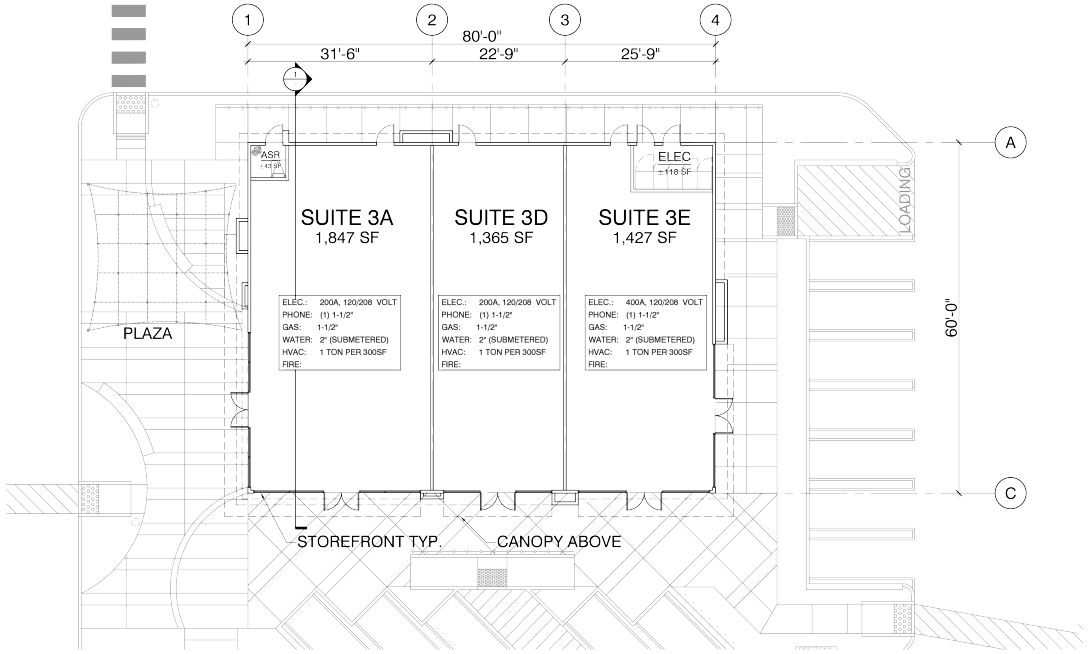 1
2
3
4
80'-0"
31'-6"
22'-9"
25'-9"
1
A
ASR
±43 SF
ELEC
±118 SF
LOADING
SUITE 3A
1,847 SF
SUITE 3D
1,365 SF
SUITE 3E
1,427 SF
60'-0"
PLAZA
ELEC.: 200A, 120/208 VOLT
PHONE: (1) 1-1/2"
GAS: 1-1/2"
WATER: 2" (SUBMETERED)
HVAC: 1 TON PER 300SF
FIRE:
ELEC.: 200A, 120/208 VOLT
PHONE: (1) 1-1/2"
GAS: 1-1/2"
WATER: 2" (SUBMETERED)
HVAC: 1 TON PER 300SF
FIRE:
ELEC.: 400A, 120/208 VOLT
PHONE: (1) 1-1/2"
GAS: 1-1/2"
WATER: 2" (SUBMETERED)
HVAC: 1 TON PER 300SF
FIRE:
C
STOREFRONT TYP.
CANOPY ABOVE